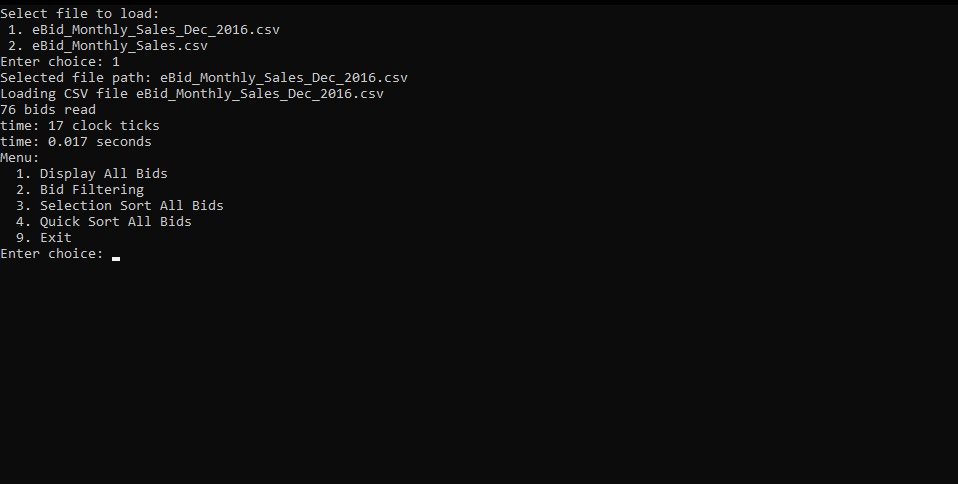 Select file to load:
 1. eBid_Monthly_Sales_Dec_2016.csv
 2. eBid_Monthly_Sales.csv
Enter choice: 1
Selected file path: eBid_Monthly_Sales_Dec_2016.csv
Loading CSV file eBid_Monthly_Sales_Dec_2016.csv
76 bids read
time: 17 clock ticks
time: 0.017 seconds
Menu:
  1. Display All Bids
  2. Bid Filtering
  3. Selection Sort All Bids
  4. Quick Sort All Bids
  9. Exit
Enter choice: